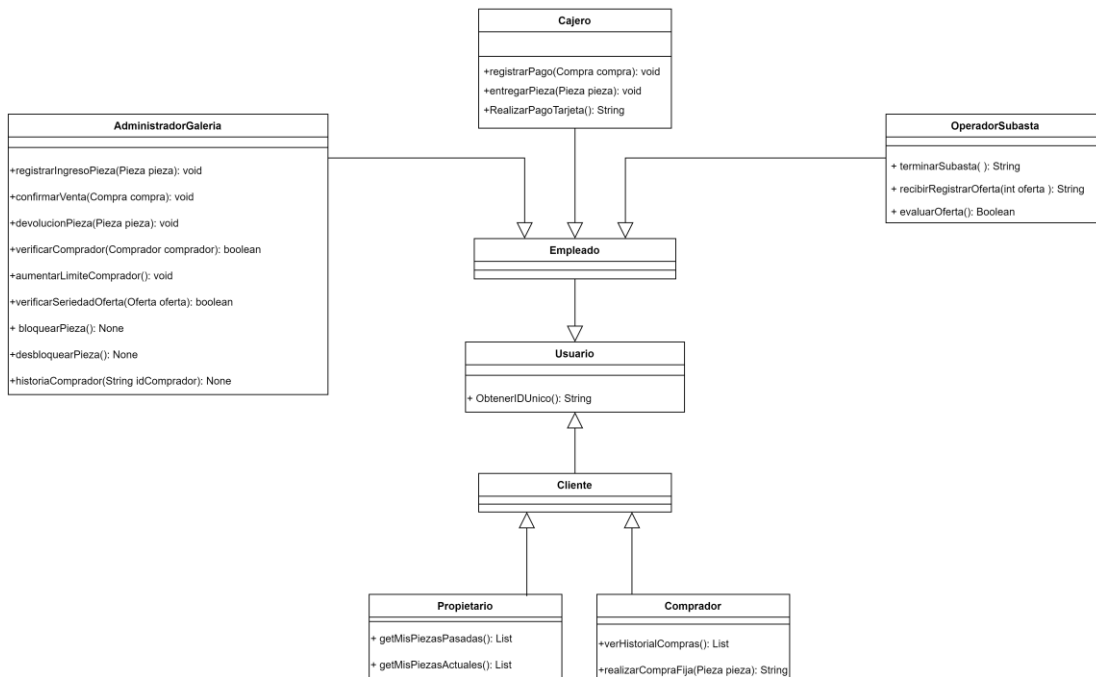 Cajero
+registrarPago(Compra compra): void
+entregarPieza(Pieza pieza): void
+RealizarPagoTarjeta(): String
AdministradorGaleria
+registrarIngresoPieza(Pieza pieza): void
+confirmarVenta(Compra compra): void
+devolucionPieza(Pieza pieza): void
+verificarComprador(Comprador comprador): boolean
+aumentarLimiteComprador(): void
+verificarSeriedadOferta(Oferta oferta): boolean
+ bloquearPieza(): None
+desbloquearPieza(): None
+historiaComprador(String idComprador): None
OperadorSubasta
+ terminarSubasta( ): String
+ recibirRegistrarOferta(int oferta ): String
+ evaluarOferta(): Boolean
Empleado
Usuario
+ ObtenerIDUnico(): String
Cliente
Propietario
+ getMisPiezasPasadas(): List
+ getMisPiezasActuales(): List
Comprador
+verHistorialCompras(): List
+realizarCompraFija(Pieza pieza): String